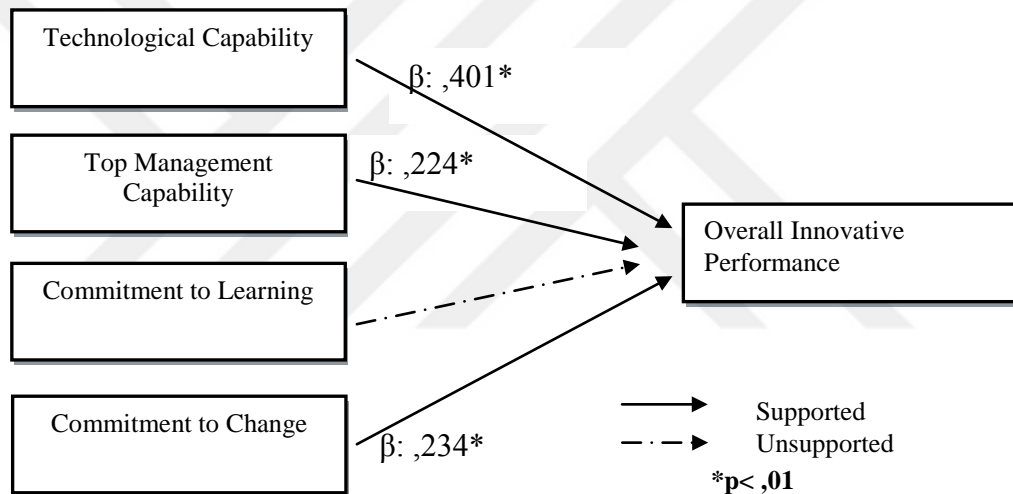 Technological Capability
β: ,401*
Top Management
Capability
β: ,224*
Overall Innovative
Performance
Commitment to Learning
Commitment to Change
β: ,234*
Supported
Unsupported
*p< ,01